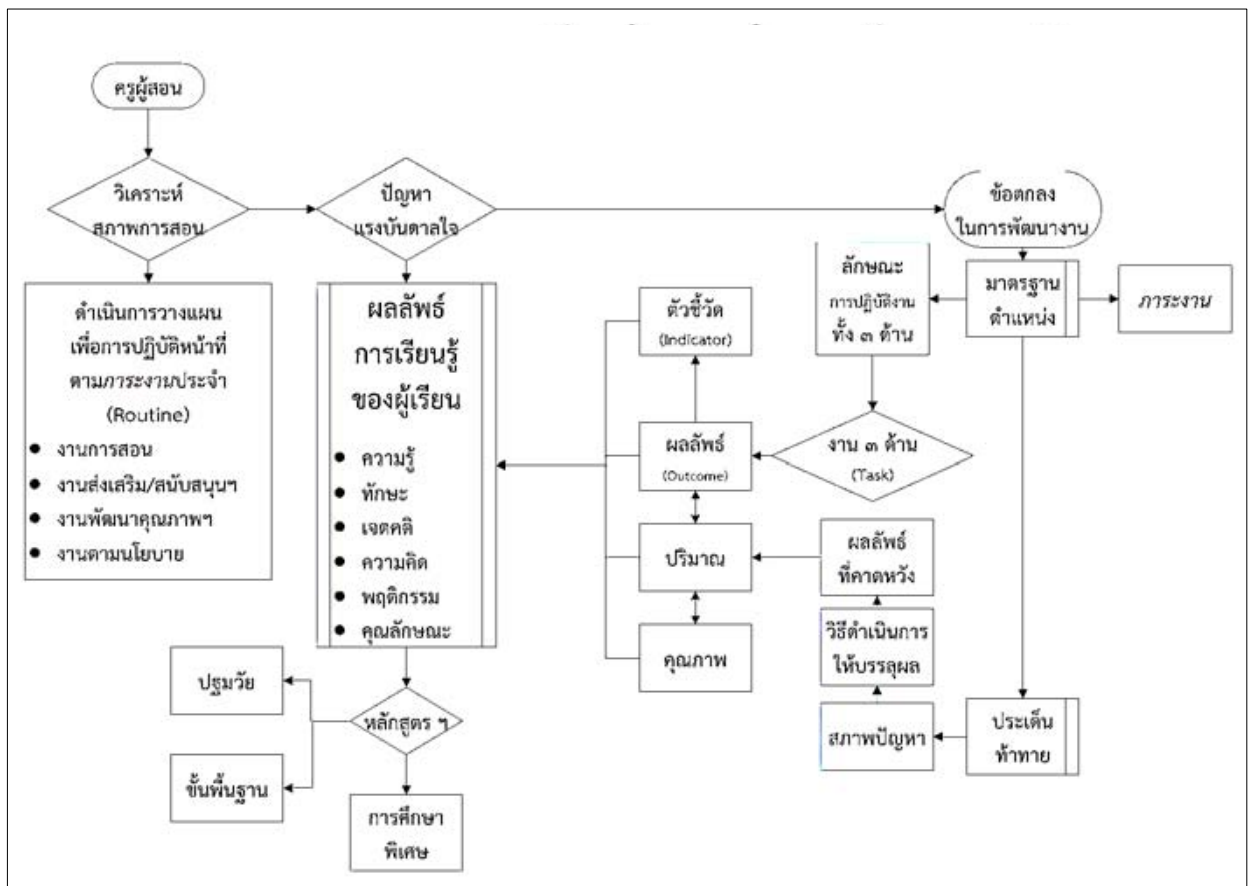 ครูผู้สอน
วิเคราะห์
สภาพการสอน
ปัญหา
แรงบันดาลใจ
ข้อตกลง
ในการพัฒนางาน
ดำเนินการวางแผน
เพื่อการปฏิบัติหน้าที่
ตามภาระงานประจำ
(Routine)
● งานการสอน
● งานส่งเสริม/สนับสนุนฯ
● งานพัฒนาคุณภาพฯ
● งานตามนโยบาย
ผลลัพธ์
การเรียนรู้
ของผู้เรียน
● ความรู้
● ทักษะ
● เจตคติ
● ความคิด
● พฤติกรรม
● คุณลักษณะ
ตัวชี้วัด
(Indicator)
ลักษณะ
การปฏิบัติงาน
ทั้ง ๓ ด้าน
มาตรฐาน
ตำแหน่ง
ภาระงาน
ผลลัพธ์
(Outcome)
งาน ๓ ด้าน
(Task)
ปริมาณ
ผลลัพธ์
ที่คาดหวัง
คุณภาพ
วิธีดำเนินการ
ให้บรรลุผล
สภาพปัญหา
ประเด็น
ท้าทาย
ปฐมวัย
หลักสูตร ฯ
ขั้นพื้นฐาน
การศึกษา
พิเศษ